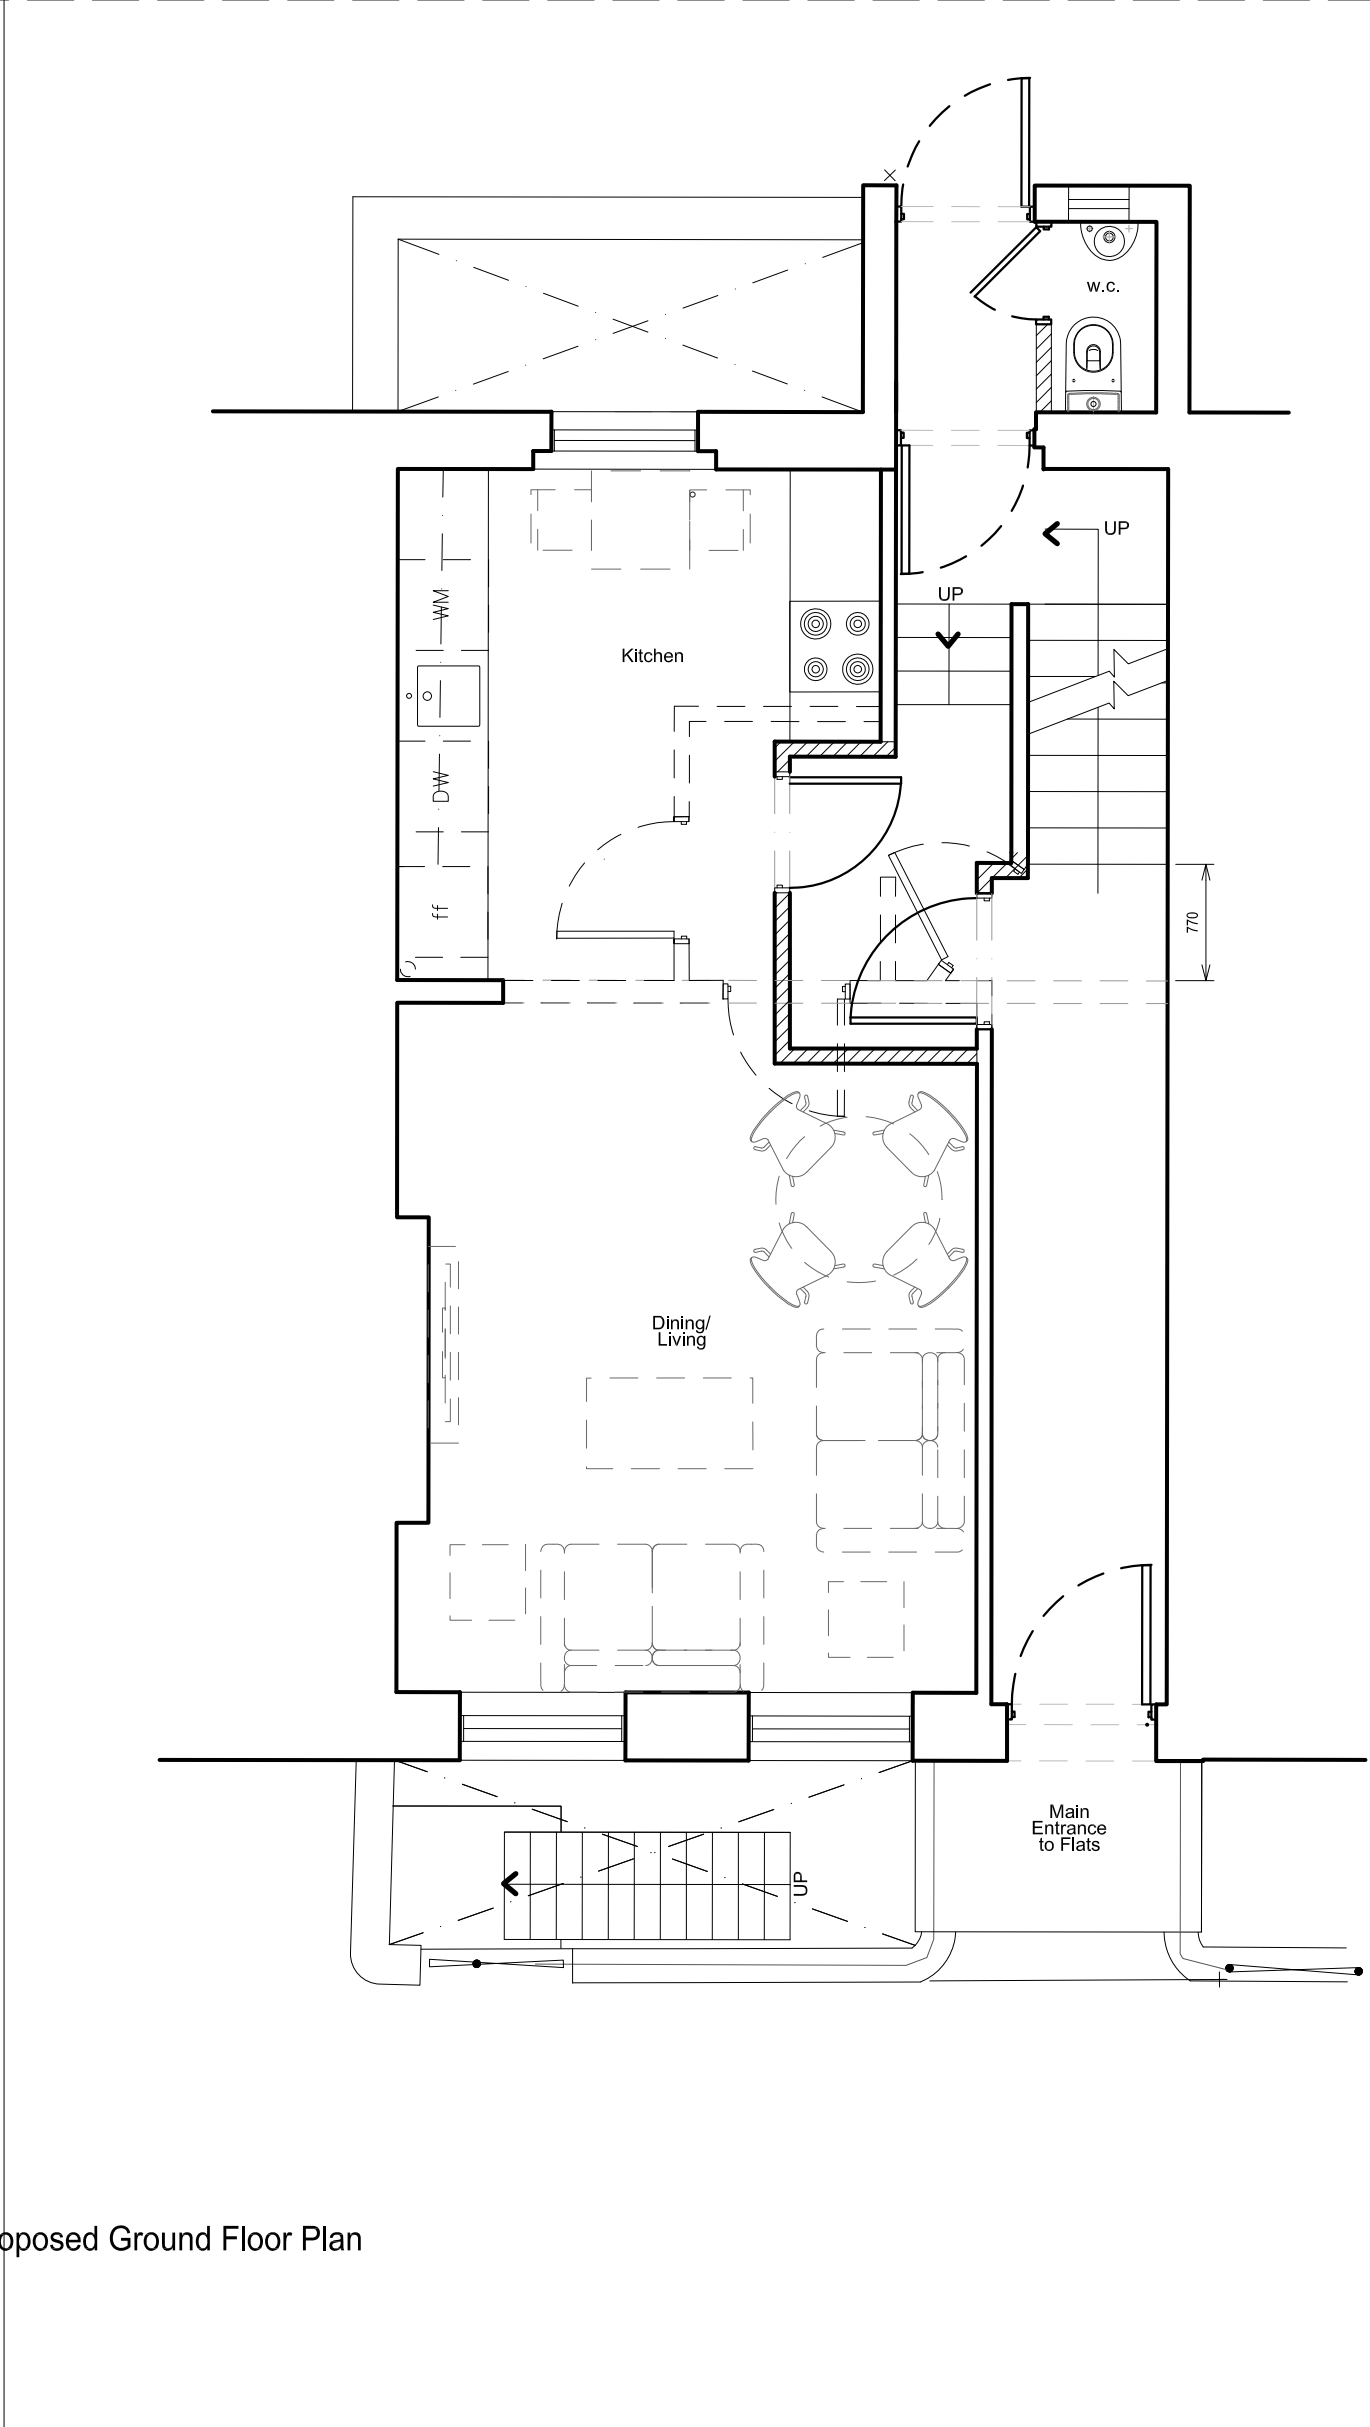 w.c.
UP
UP
WM
Kitchen
DW
ff
770
Dining/
Living
Main
Entrance
to Flats
UP
oposed Ground Floor Plan